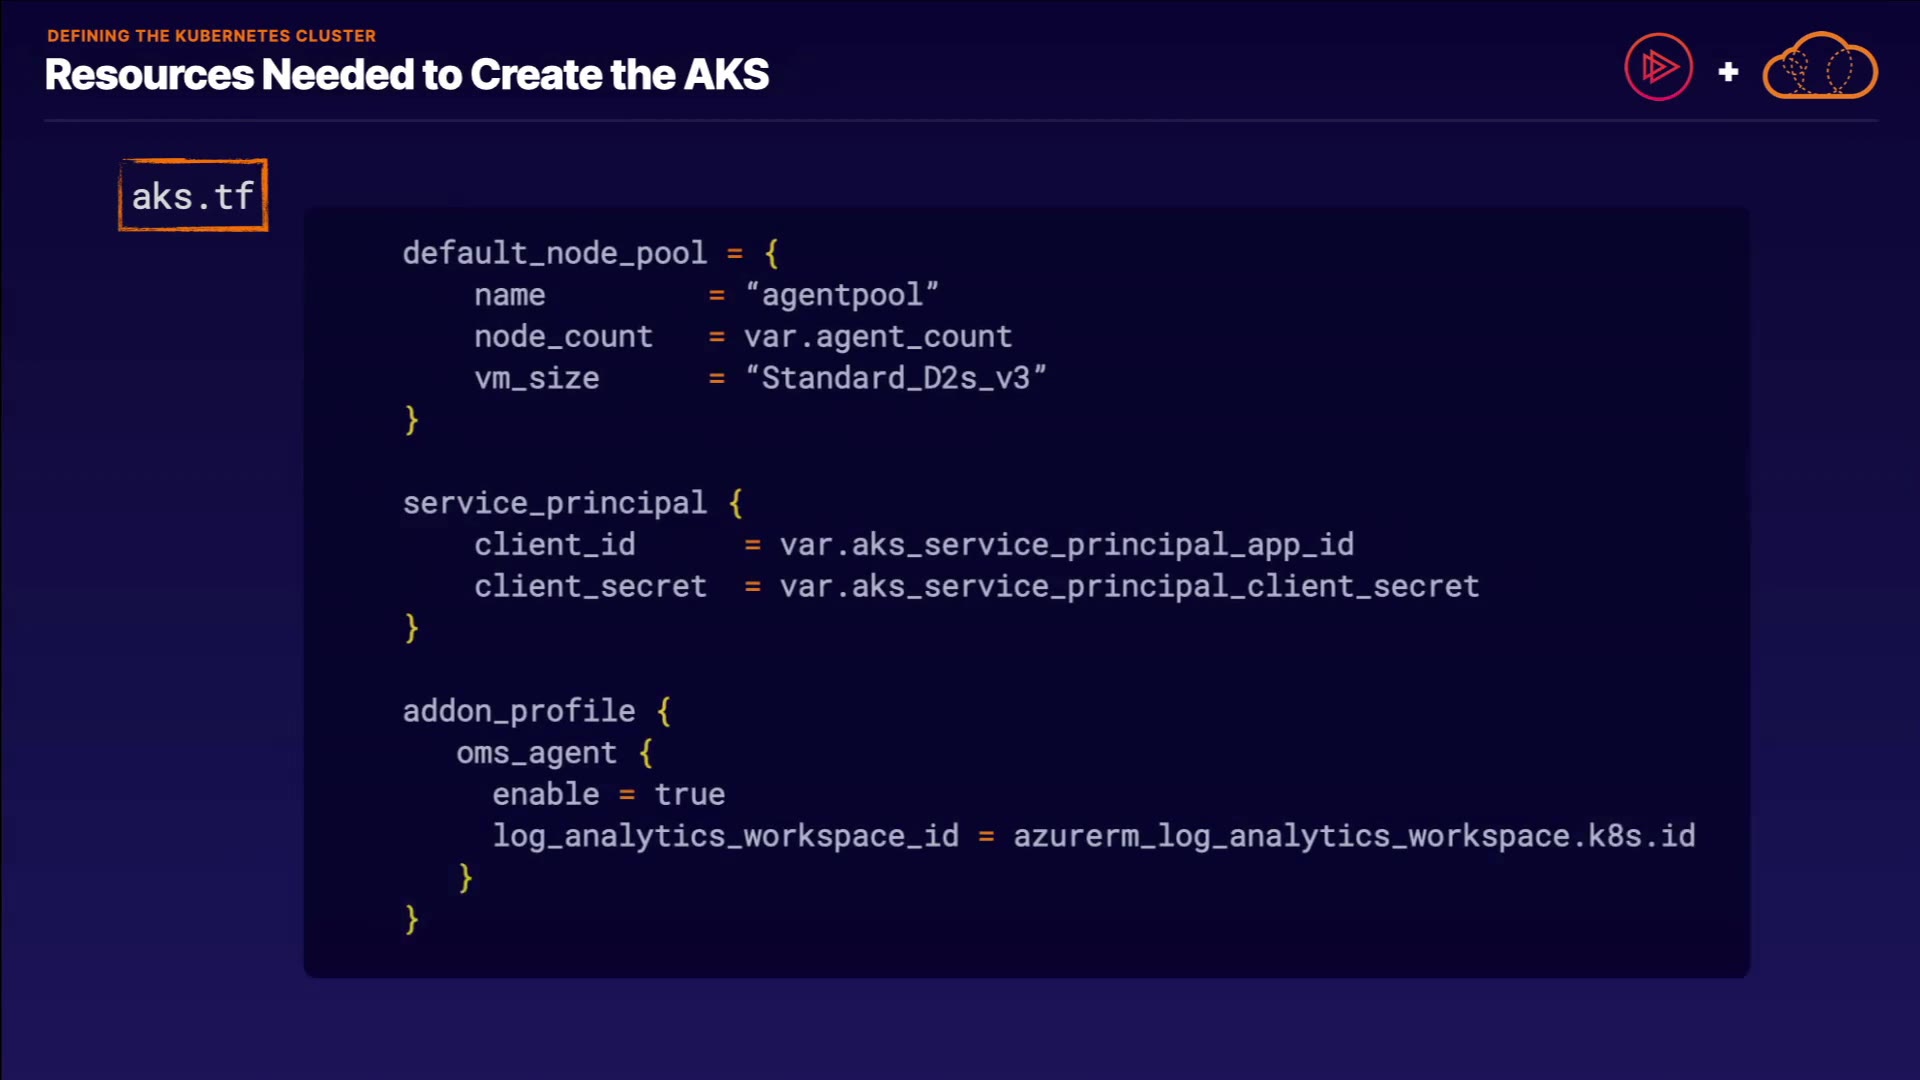 DEFINING THE KUBERNETES CLUSTER
Resources Needed to Create the AKS
+
aks.tf
default_node_pool = {
name = “agentpool”
node_count = var.agent_count
vm_size = “Standard_D2s_v3”
}
service_principal {
client_id = var.aks_service_principal_app_id
client_secret = var.aks_service_principal_client_secret
}
addon_profile {
oms_agent {
enable = true
log_analytics_workspace_id = azurerm_log_analytics_workspace.k8s.id
}
}